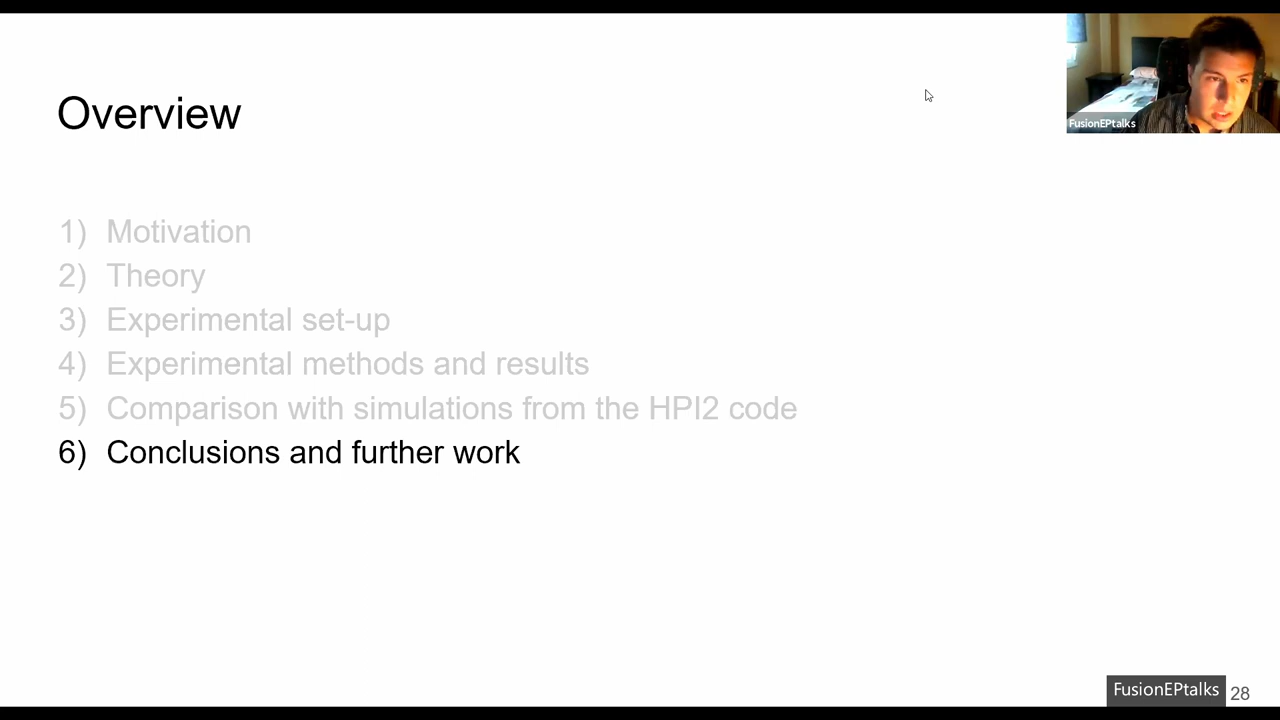 FusionEPtalks
Overview
1) Motivation
2) Theory
3) Experimental set-up
4) Experimental methods and results
5) Comparison with simulations from the HPI2 code
6) Conclusions and further work
FusionEPtalks
28